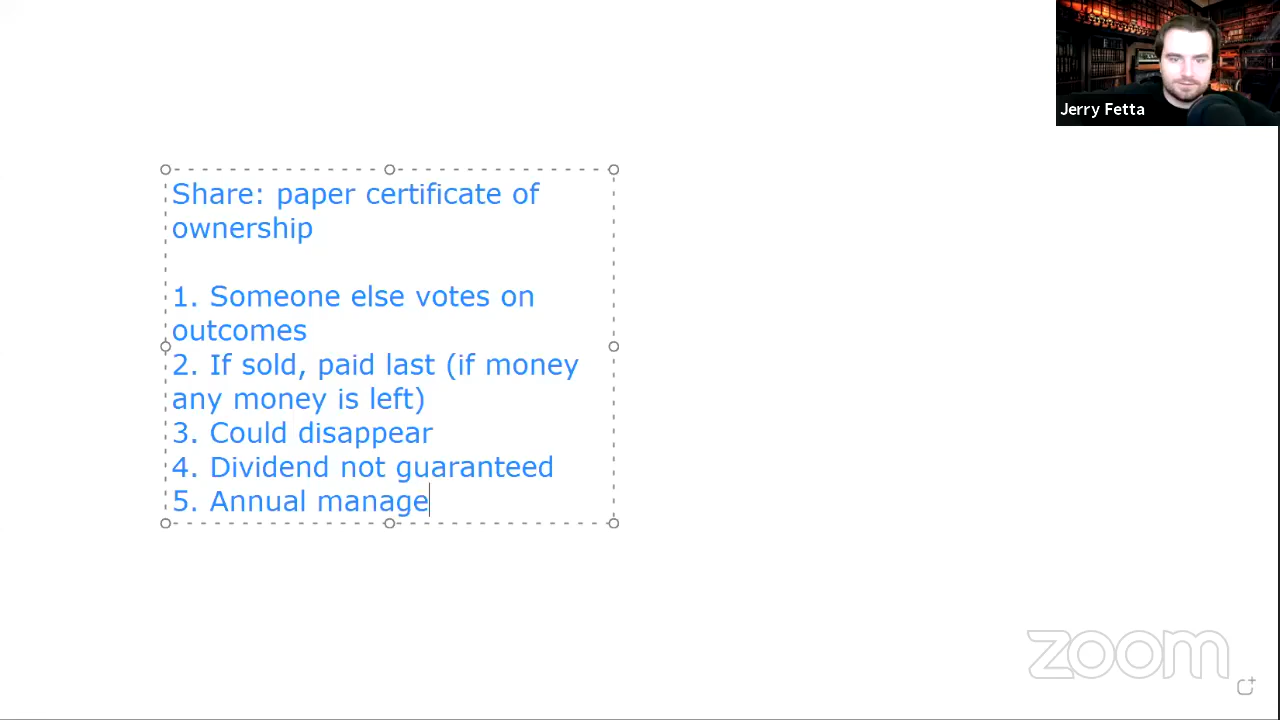 Jerry Fetta
Share: paper certificate of
ownership
1. Someone else votes on
outcomes
2. If sold, paid last (if money
any money is left)
3. Could disappear
4. Dividend not guaranteed
5. Annual manage
zoom